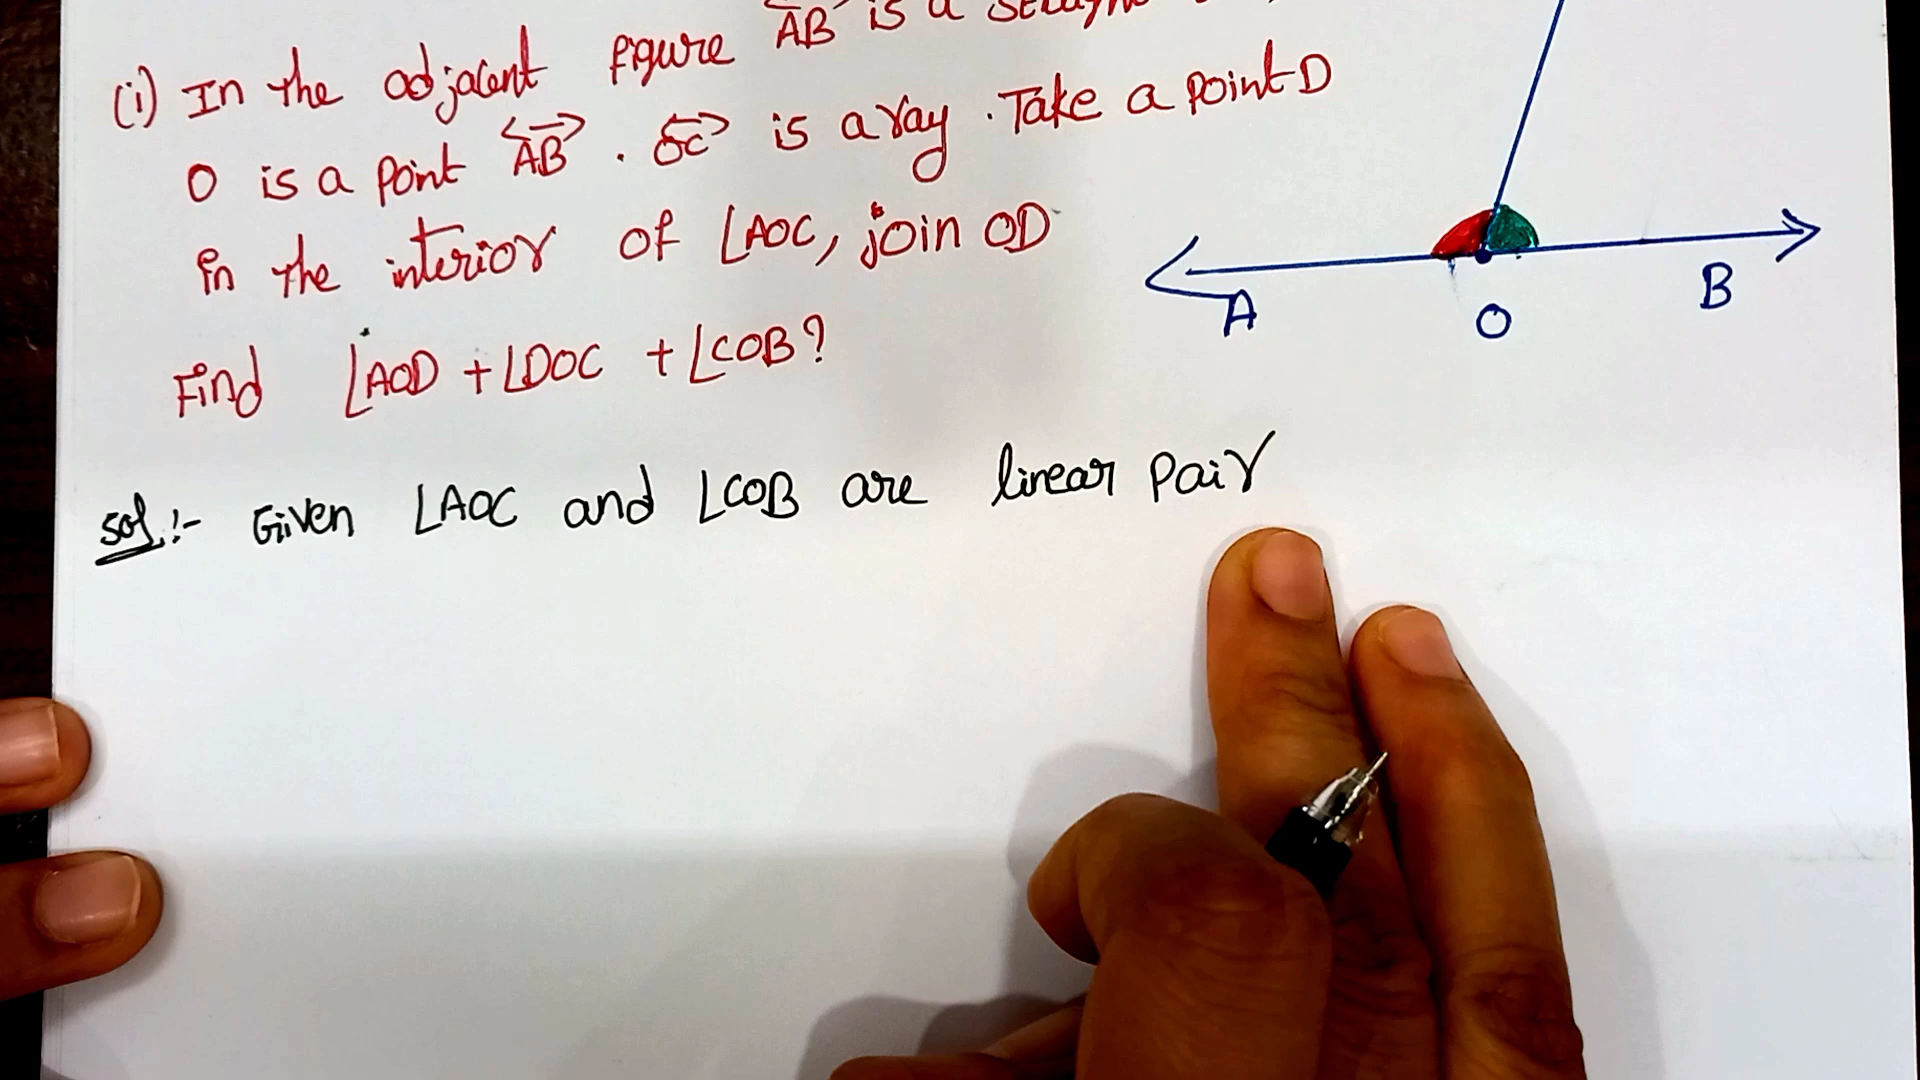 (i) In the adjacent figure AB is a
O is a point AB . OC is a ray . Take a point D
in the interior of ∠AOC, join OD
Find ∠AOD + ∠DOC + ∠COB?
A
O
B
Sol :- Given ∠AOC and ∠COB are linear pair